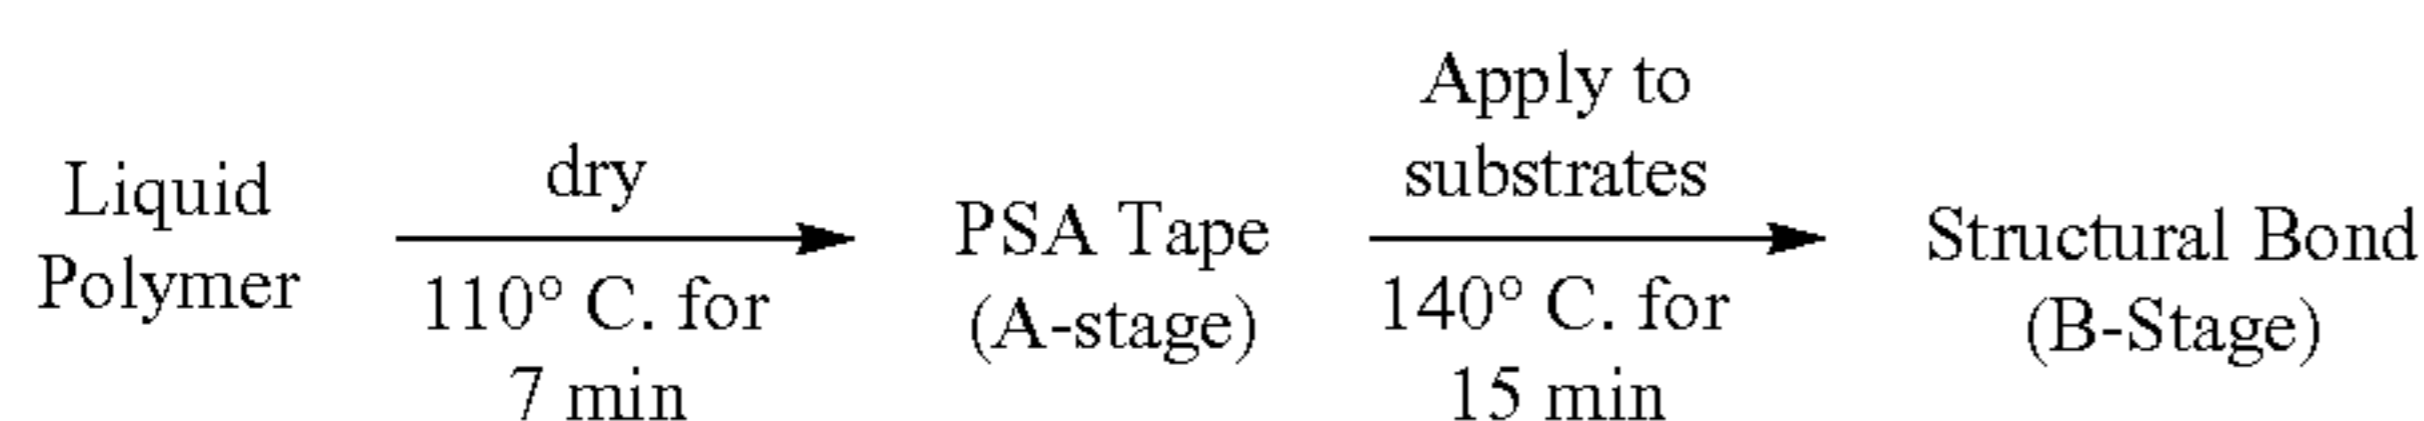 Liquid
Polymer
dry
110° C. for
7 min
PSA Tape
(A-stage)
Apply to
substrates
140° C. for
15 min
Structural Bond
(B-Stage)